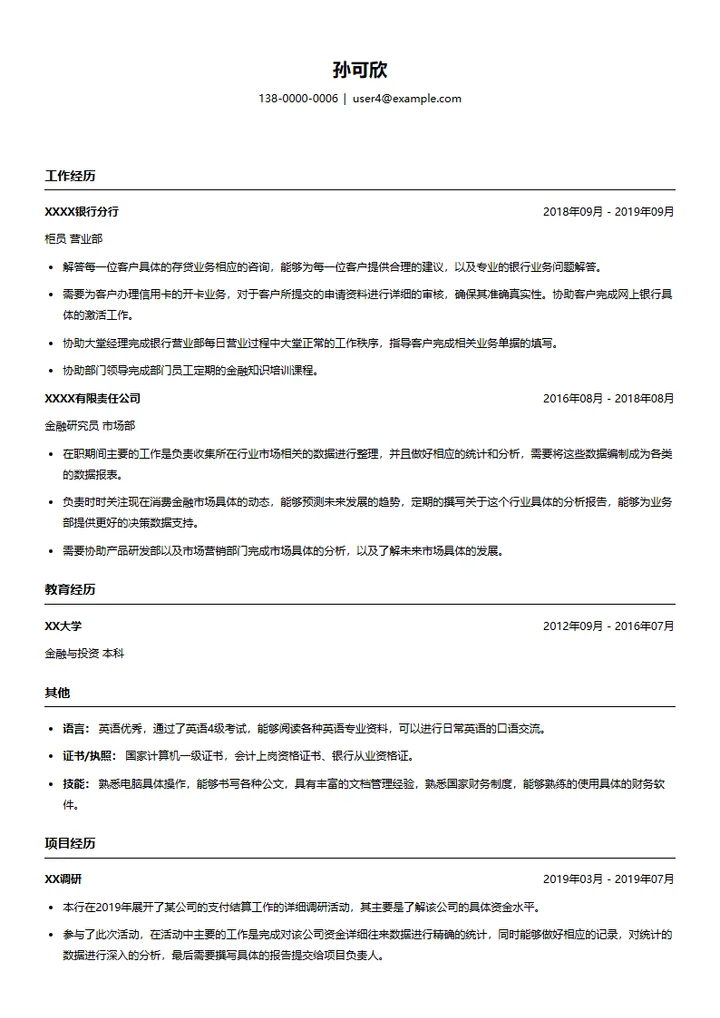 孙可欣
138-0000-0006 | user4@example.com
工作经历
XXXX银行分行 2018年09月 - 2019年09月
柜员 营业部
• 解答每一位客户具体的存贷业务相应的咨询，能够为每一位客户提供合理的建议，以及专业的银行业务问题解答。
• 需要为客户办理信用卡的开卡业务，对于客户所提交的申请资料进行详细的审核，确保其准确真实性。协助客户完成网上银行具
体的激活工作。
• 协助大堂经理完成银行营业部每日营业过程中大堂正常的工作秩序，指导客户完成相关业务单据的填写。
• 协助部门领导完成部门员工定期的金融知识培训课程。
XXXX有限责任公司 2016年08月 - 2018年08月
金融研究员 市场部
• 在职期间主要的工作是负责收集所在行业市场相关的数据进行整理，并且做好相应的统计和分析，需要将这些数据编制成为各类
的数据报表。
• 负责时时关注现在消费金融市场具体的动态，能够预测未来发展的趋势，定期的撰写关于这个行业具体的分析报告，能够为业务
部提供更好的决策数据支持。
• 需要协助产品研发部以及市场营销部门完成市场具体的分析，以及了解未来市场具体的发展。
教育经历
XX大学 2012年09月 - 2016年07月
金融与投资 本科
其他
• 语言： 英语优秀，通过了英语4级考试，能够阅读各种英语专业资料，可以进行日常英语的口语交流。
• 证书/执照： 国家计算机一级证书，会计上岗资格证书、银行从业资格证。
• 技能： 熟悉电脑具体操作，能够书写各种公文，具有丰富的文档管理经验，熟悉国家财务制度，能够熟练的使用具体的财务软
件。
项目经历
XX调研 2019年03月 - 2019年07月
• 本行在2019年展开了某公司的支付结算工作的详细调研活动，其主要是了解该公司的具体资金水平。
• 参与了此次活动，在活动中主要的工作是完成对该公司资金详细往来数据进行精确的统计，同时能够做好相应的记录，对统计的
数据进行深入的分析，最后需要撰写具体的报告提交给项目负责人。